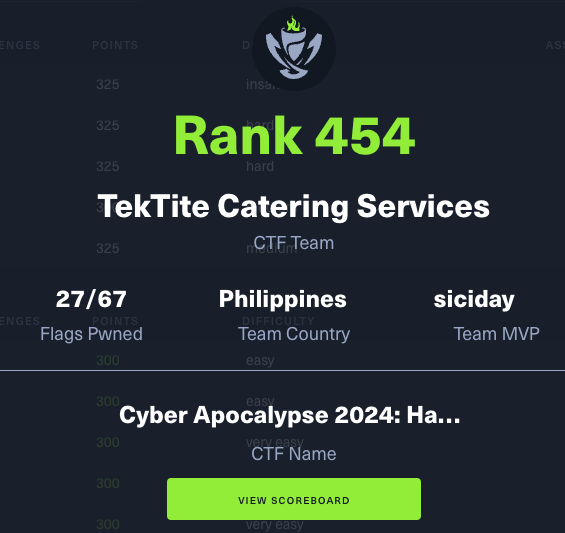 ENGES POINTS
325 insa
Rank 454
325 hard
325 hard
TekTite Catering Services
CTF Team
325 medium
27/67 Philippines siciday
ENGES POINTS DIFFICULTY
Flags Pwned Team Country Team MVP
300 easy
300 easy
Cyber Apocalypse 2024: Ha...
300 very easy
CTF Name
300
VIEW SCOREBOARD
300 very easy